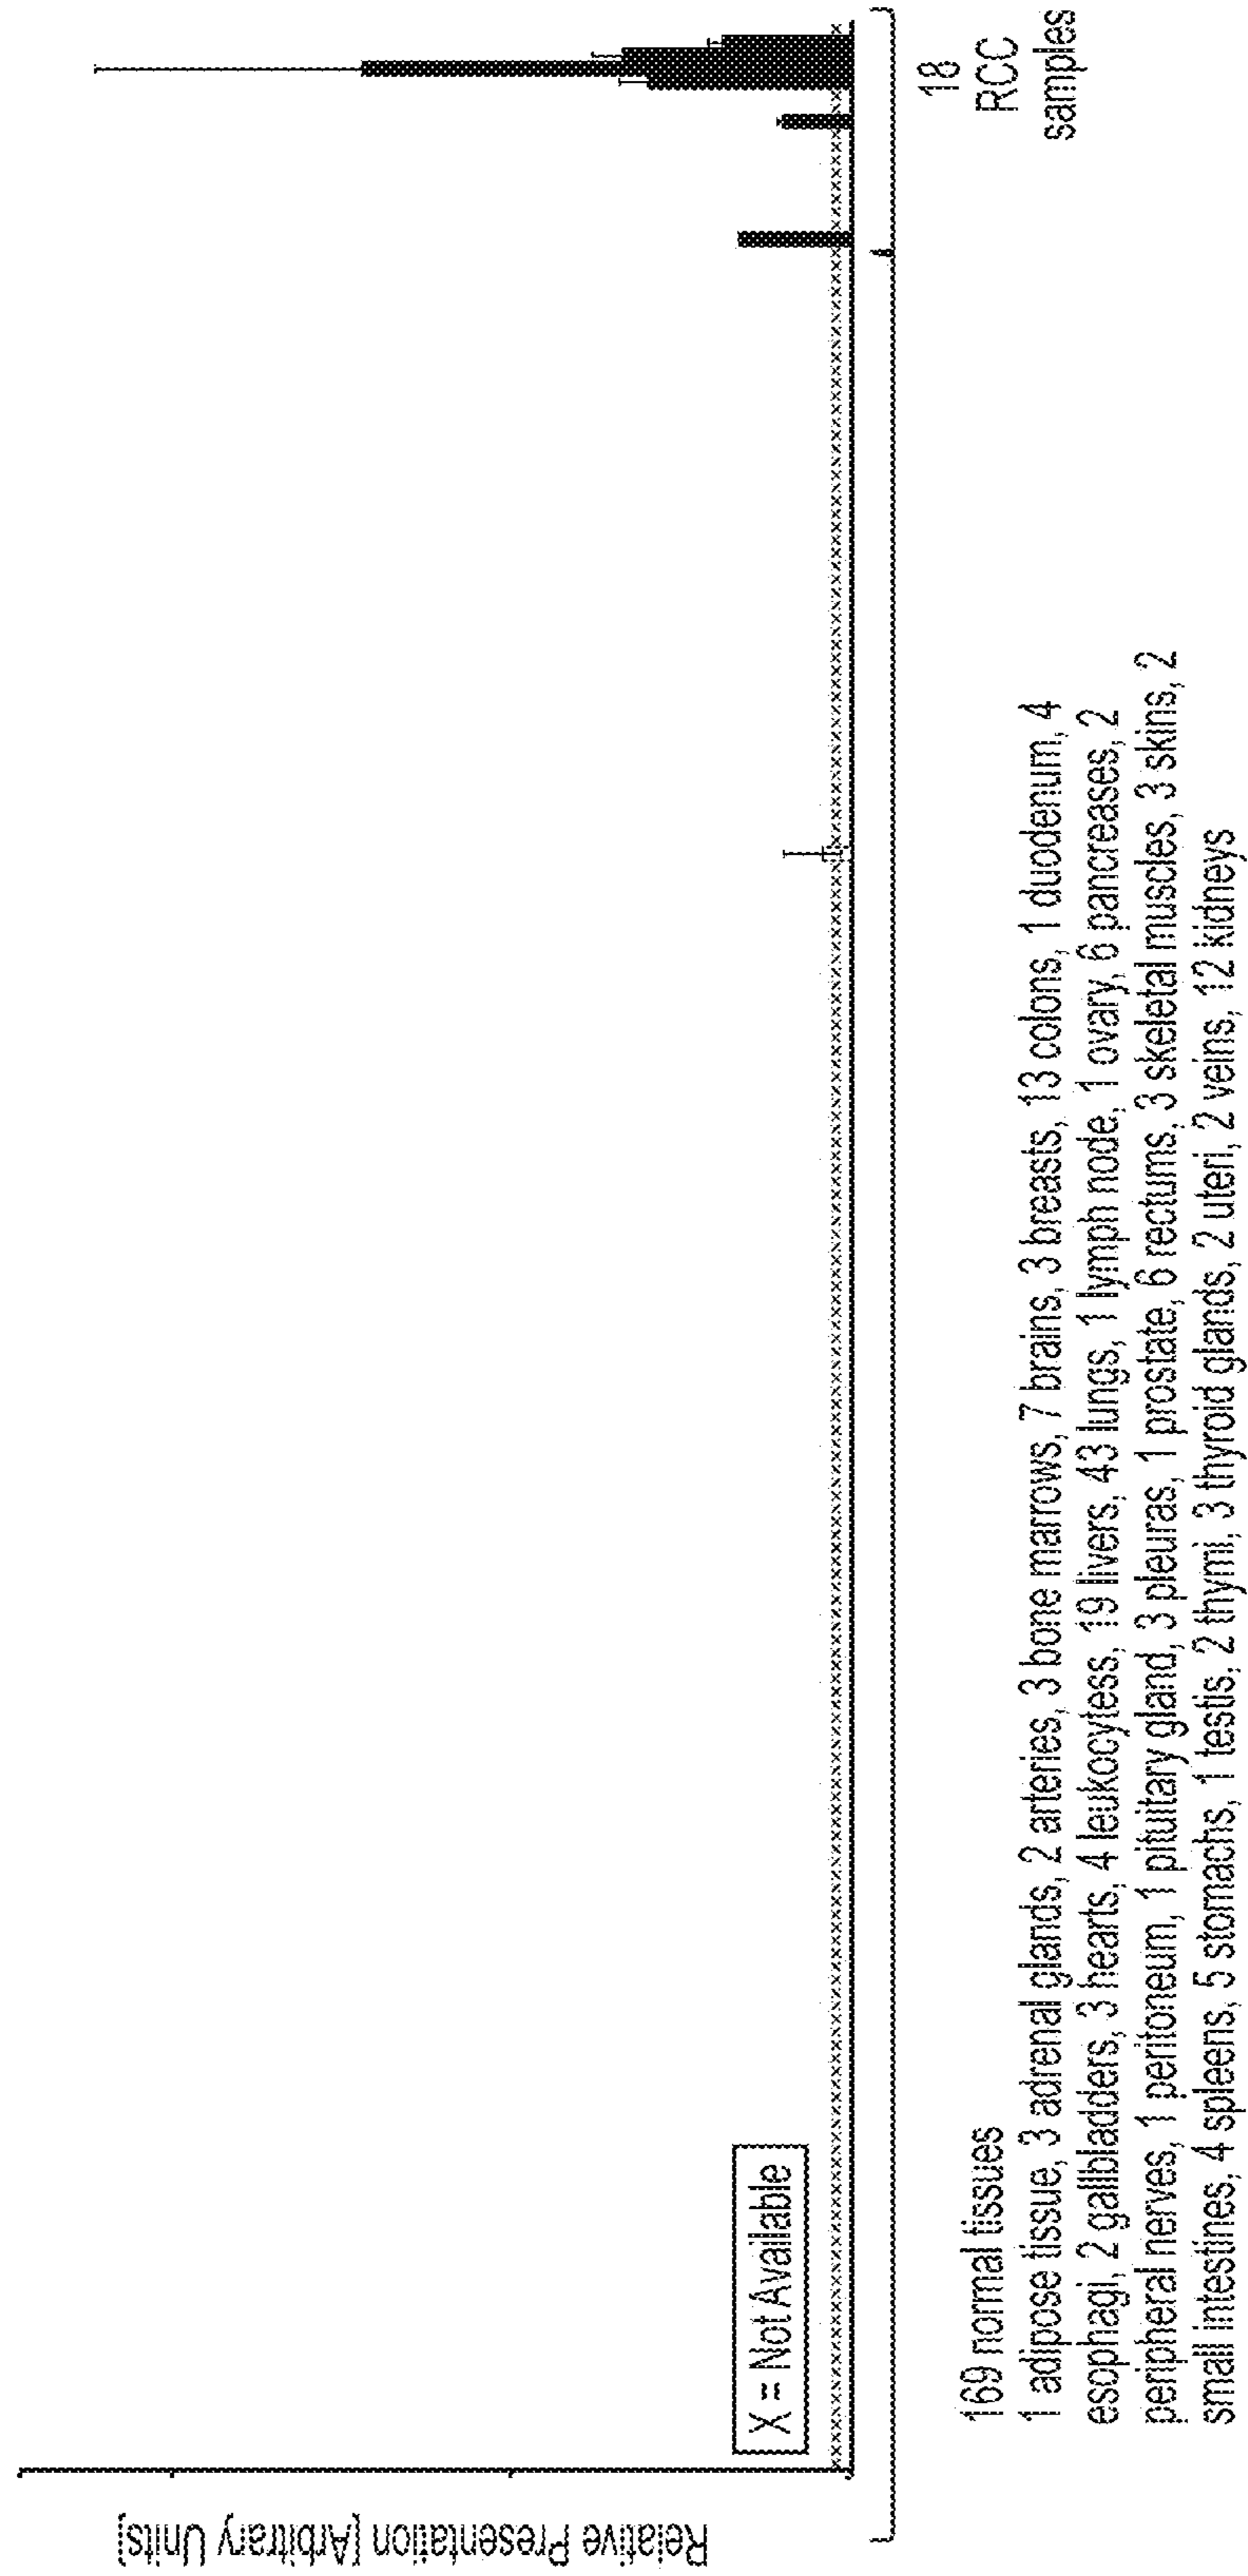 Relative Presentation [Arbitrary Units]
X = Not Available
18
RCC
samples
169 normal tissues
1 adipose tissue, 3 adrenal glands, 2 arteries, 3 bone marrows, 7 brains, 3 breasts, 13 colons, 1 duodenum, 4
esophagi, 2 gallbladders, 3 hearts, 4 leukocytess, 19 livers, 43 lungs, 1 lymph node, 1 ovary, 6 pancreases, 2
peripheral nerves, 1 peritoneum, 1 pituitary gland, 3 pleuras, 1 prostate, 6 rectums, 3 skeletal muscles, 3 skins, 2
small intestines, 4 spleens, 5 stomachs, 1 testis, 2 thymi, 3 thyroid glands, 2 uteri, 2 veins, 12 kidneys